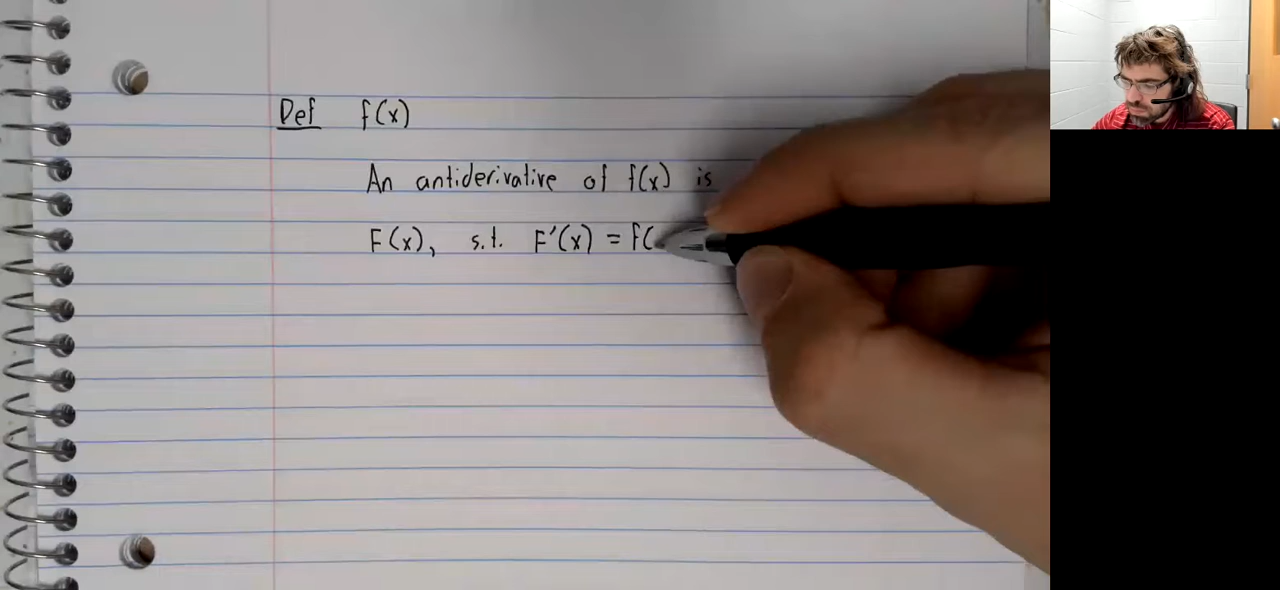 Def f(x)
An antiderivative of f(x) is
F(x), s.t. F'(x) = f(